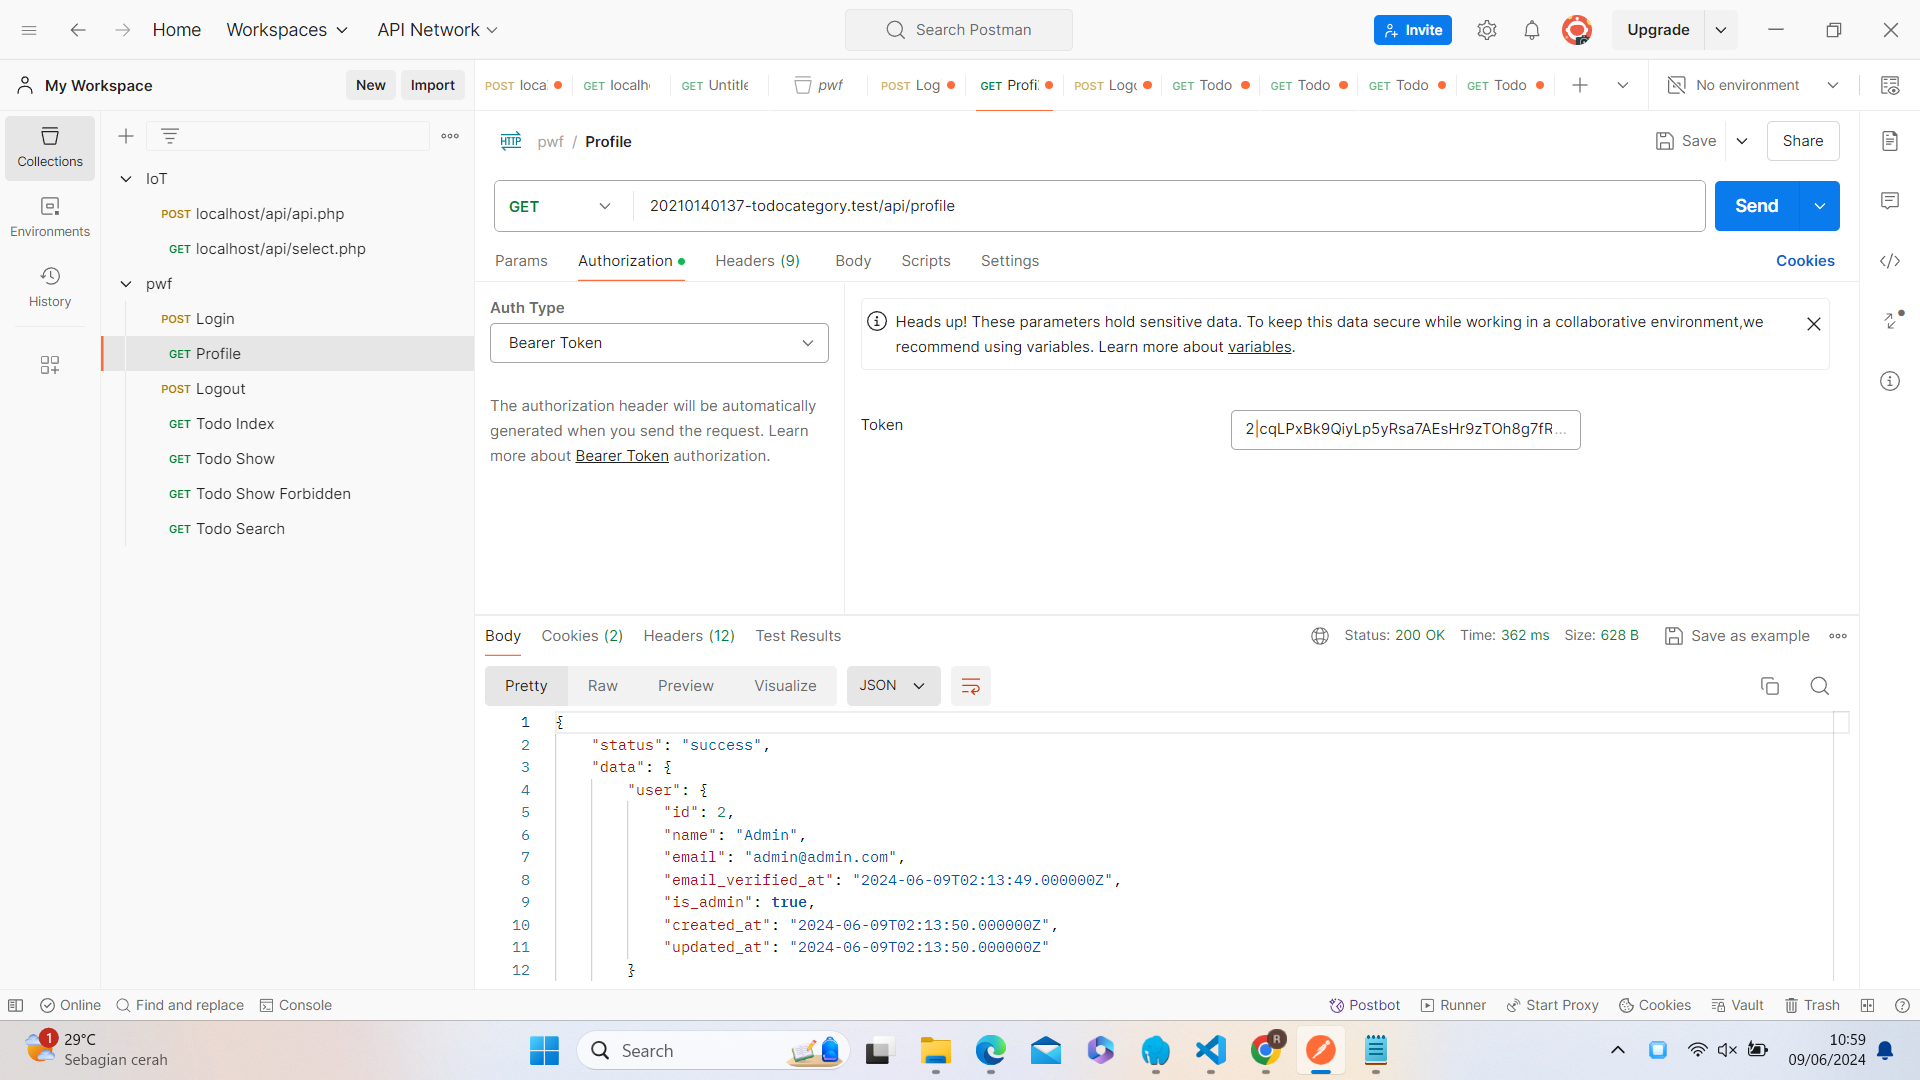 Home
Workspaces
API Network
Search Postman
Invite
Upgrade
My Workspace
New
Import
POST loca
GET localh
GET Untitle
pwf
POST Log
GET Profi
POST Logo
GET Todo
GET Todo
GET Todo
GET Todo
No environment
Collections
Environments
History
IoT
POST localhost/api/api.php
GET localhost/api/select.php
pwf
POST Login
GET Profile
POST Logout
GET Todo Index
GET Todo Show
GET Todo Show Forbidden
GET Todo Search
HTTP pwf / Profile
Save
Share
GET
20210140137-todocategory.test/api/profile
Send
Params
Authorization
Headers (9)
Body
Scripts
Settings
Cookies
Auth Type
Bearer Token
The authorization header will be automatically
generated when you send the request. Learn
more about Bearer Token authorization.
Heads up! These parameters hold sensitive data. To keep this data secure while working in a collaborative environment,we
recommend using variables. Learn more about variables.
Token
2|cqLPxBk9QiyLp5yRsa7AEsHr9zTOh8g7fR...
Body
Cookies (2)
Headers (12)
Test Results
Status: 200 OK
Time: 362 ms
Size: 628 B
Save as example
Pretty
Raw
Preview
Visualize
JSON
1 {
2 "status": "success",
3 "data": {
4 "user": {
5 "id": 2,
6 "name": "Admin",
7 "email": "admin@admin.com",
8 "email_verified_at": "2024-06-09T02:13:49.000000Z",
9 "is_admin": true,
10 "created_at": "2024-06-09T02:13:50.000000Z",
11 "updated_at": "2024-06-09T02:13:50.000000Z"
12 }
Online
Find and replace
Console
Postbot
Runner
Start Proxy
Cookies
Vault
Trash
1
29°C
Sebagian cerah
Search
R
10:59
09/06/2024